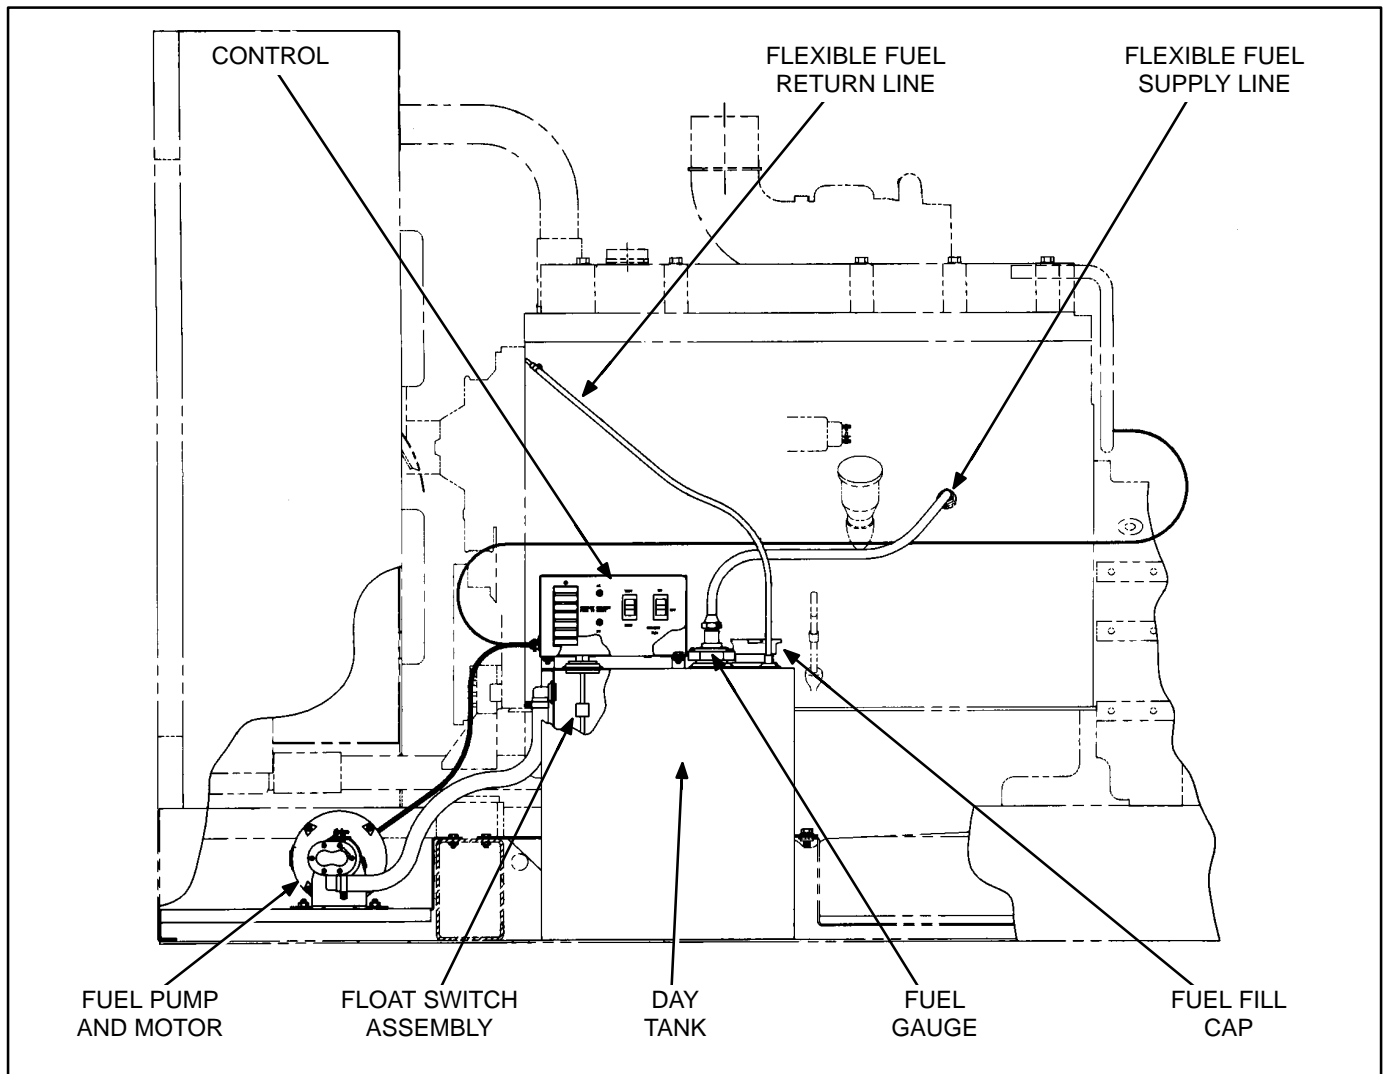 CONTROL
FLEXIBLE FUEL
RETURN LINE
FLEXIBLE FUEL
SUPPLY LINE
FUEL PUMP
AND MOTOR
FLOAT SWITCH
ASSEMBLY
DAY
TANK
FUEL
GAUGE
FUEL FILL
CAP